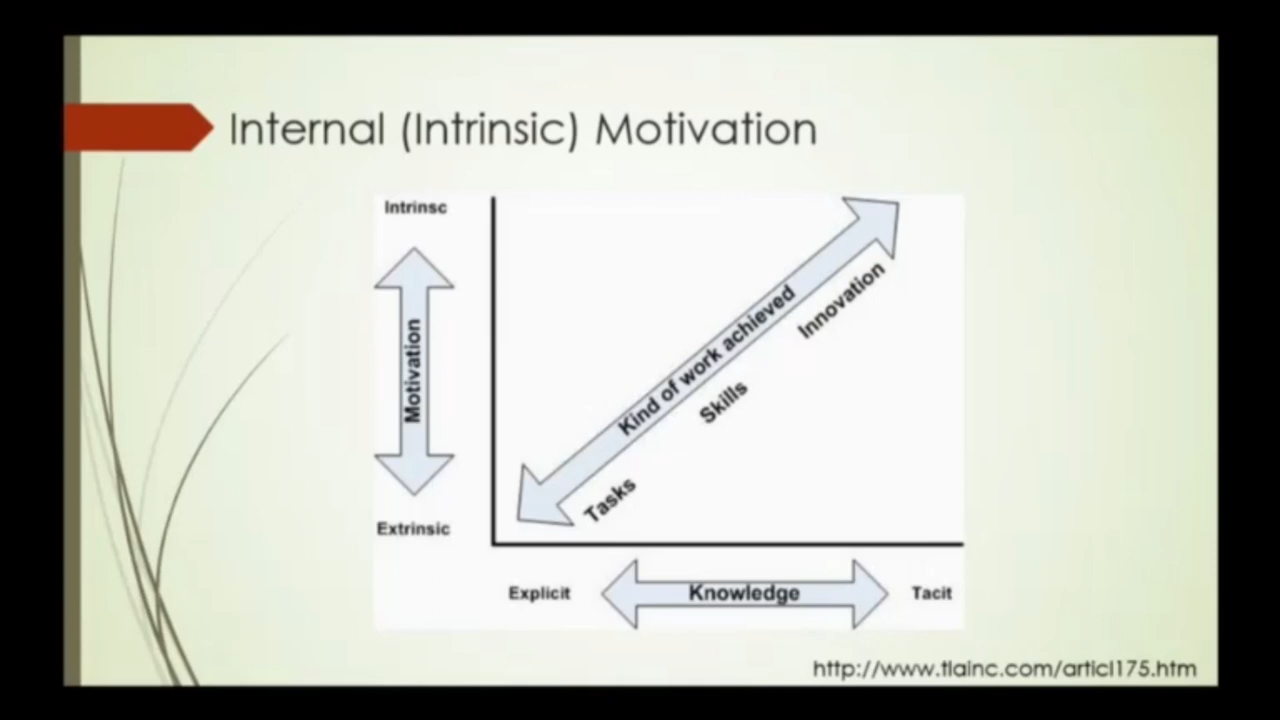 Internal (Intrinsic) Motivation
Intrinsc
Motivation
Extrinsic
Kind of work achieved
Innovation
Skills
Tasks
Explicit
Knowledge
Tacit
http://www.tlainc.com/articl175.htm